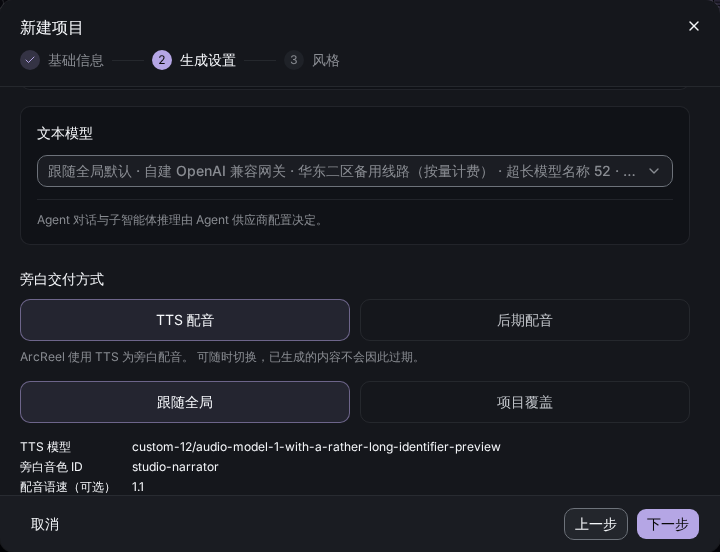 新建项目
基础信息
2 生成设置
3 风格
文本模型
跟随全局默认 · 自建 OpenAI 兼容网关 · 华东二区备用线路（按量计费） · 超长模型名称 52 · ...
Agent 对话与子智能体推理由 Agent 供应商配置决定。
旁白交付方式
TTS 配音
后期配音
ArcReel 使用 TTS 为旁白配音。 可随时切换，已生成的内容不会因此过期。
跟随全局
项目覆盖
TTS 模型 custom-12/audio-model-1-with-a-rather-long-identifier-preview
旁白音色 ID studio-narrator
配音语速（可选） 1.1
取消
上一步
下一步